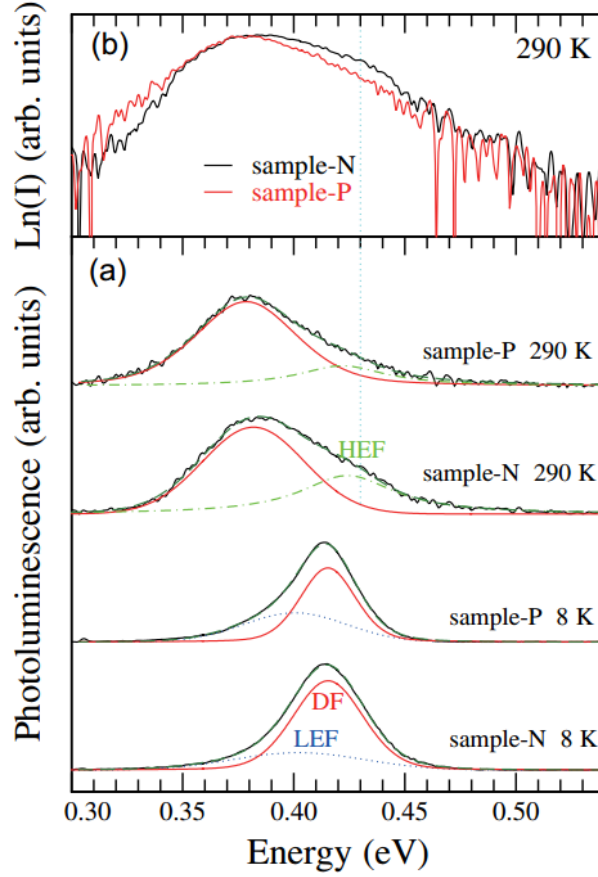 (b)
290 K
Ln(I) (arb. units)
sample-N
sample-P
(a)
Photoluminescence (arb. units)
sample-P 290 K
HEF
sample-N 290 K
sample-P 8 K
DF
LEF
sample-N 8 K
0.30 0.35 0.40 0.45 0.50
Energy (eV)